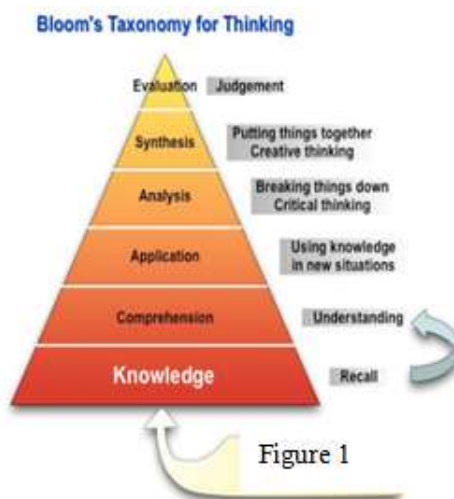 Bloom's Taxonomy for Thinking
Evaluation Judgement
Synthesis Putting things together
Creative thinking
Analysis Breaking things down
Critical thinking
Application Using knowledge
in new situations
Comprehension Understanding
Knowledge Recall
Figure 1